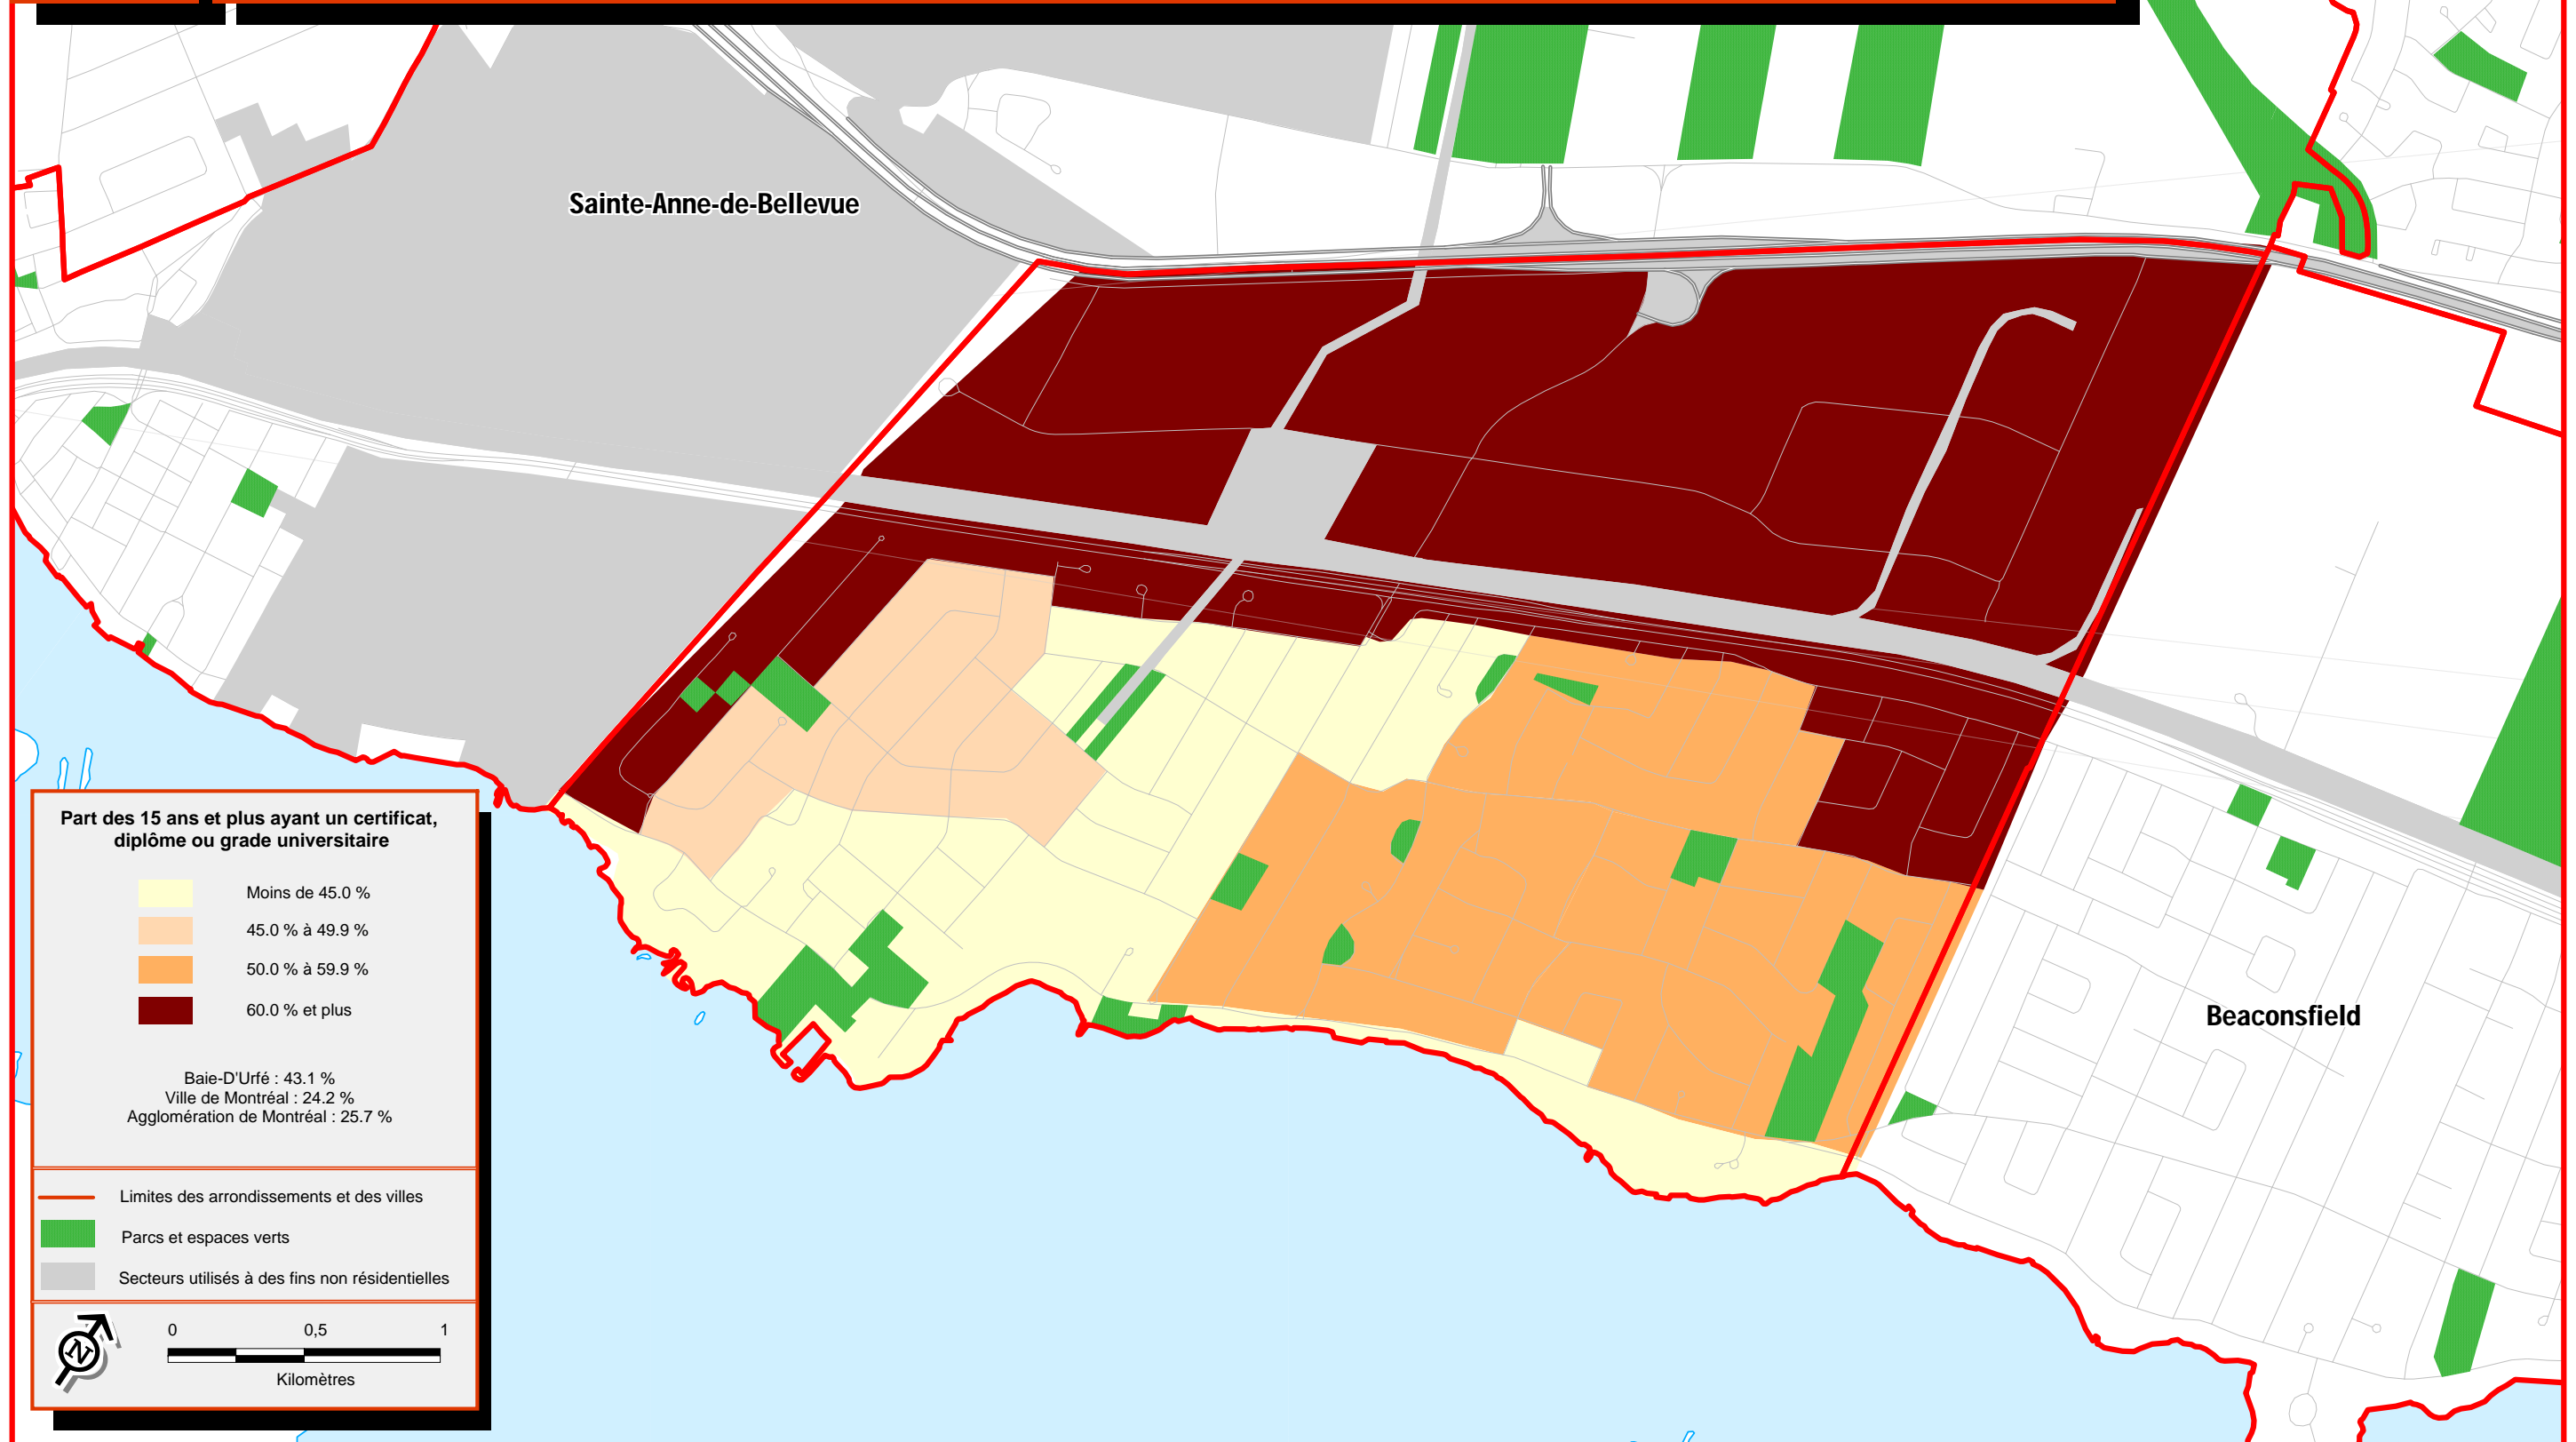 Sainte-Anne-de-Bellevue
Part des 15 ans et plus ayant un certificat,
diplôme ou grade universitaire
Moins de 45.0 %
45.0 % à 49.9 %
50.0 % à 59.9 %
60.0 % et plus
Baie-D'Urfé : 43.1 %
Ville de Montréal : 24.2 %
Agglomération de Montréal : 25.7 %
Limites des arrondissements et des villes
Parcs et espaces verts
Secteurs utilisés à des fins non résidentielles
N
0 0,5 1
Kilomètres
Beaconsfield